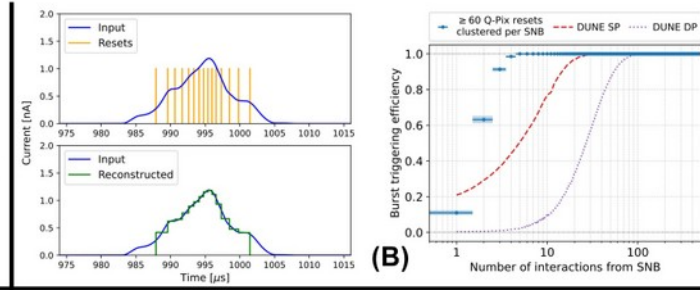 2.0
1.5
1.0
0.5
0.0
Input
Resets
975 980 985 990 995 1000 1005 1010 1015
Current [nA]
2.0
1.5
1.0
0.5
0.0
Input
Reconstructed
975 980 985 990 995 1000 1005 1010 1015
Time [μs]
(B)
≥60 Q-Pix resets
clustered per SNB
DUNE SP
DUNE DP
Burst triggering efficiency
1.0
0.8
0.6
0.4
0.2
0.0
1 10 100
Number of interactions from SNB